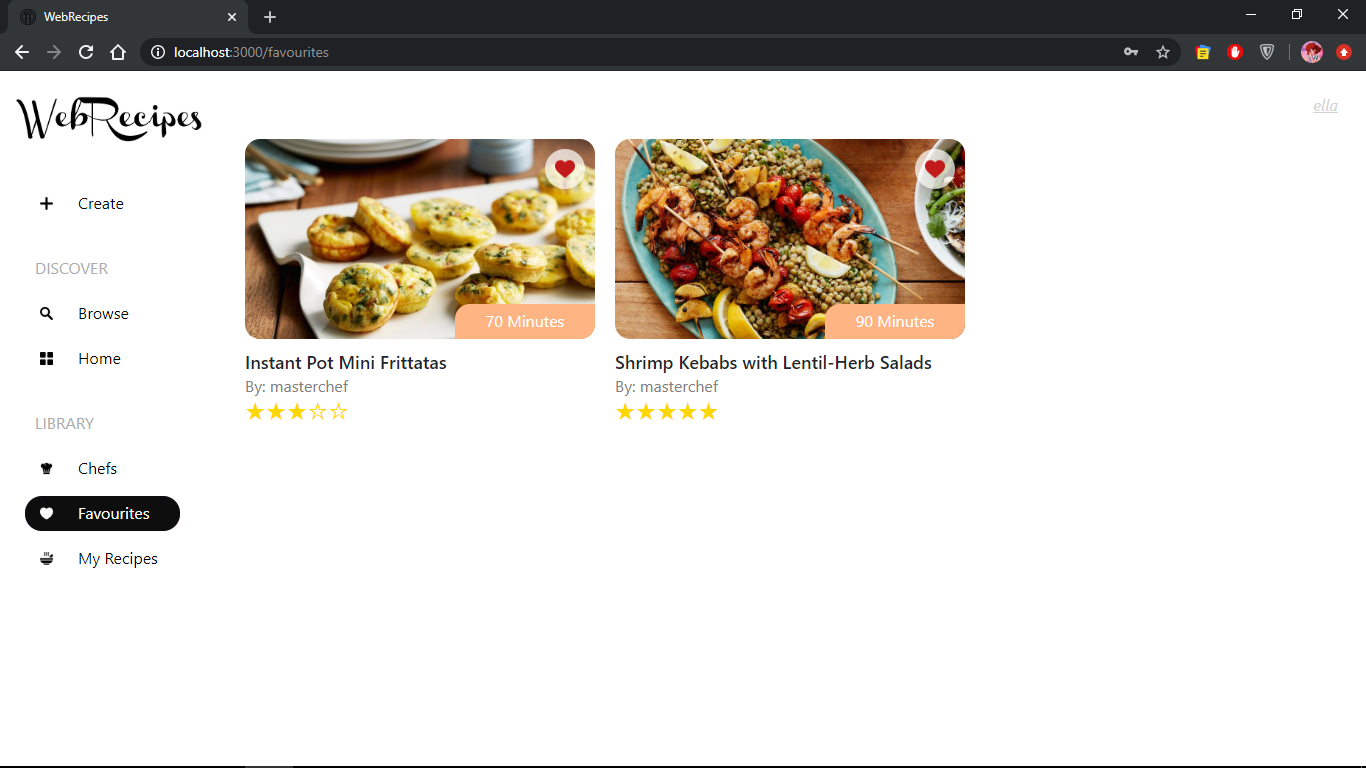 WebRecipes
localhost:3000/favourites
WebRecipes
ella
Create
DISCOVER
Browse
Home
LIBRARY
Chefs
Favourites
My Recipes
70 Minutes
Instant Pot Mini Frittatas
By: masterchef
90 Minutes
Shrimp Kebabs with Lentil-Herb Salads
By: masterchef